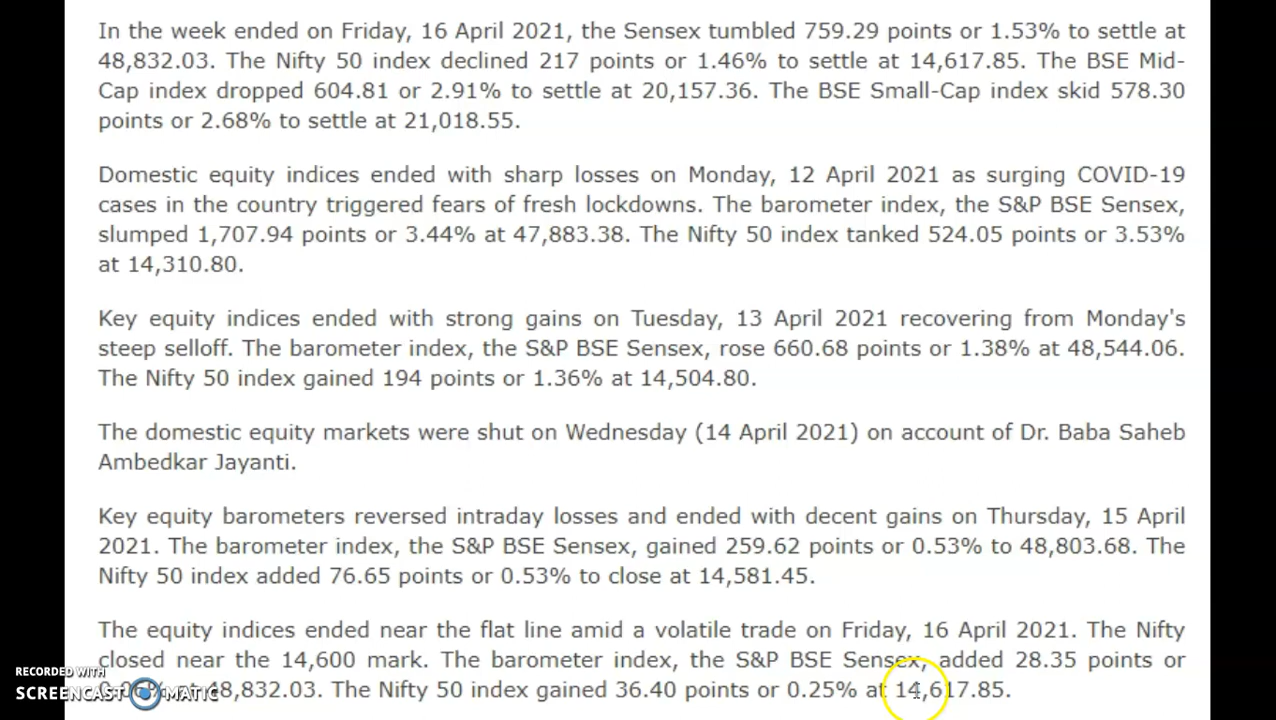 In the week ended on Friday, 16 April 2021, the Sensex tumbled 759.29 points or 1.53% to settle at
48,832.03. The Nifty 50 index declined 217 points or 1.46% to settle at 14,617.85. The BSE Mid-
Cap index dropped 604.81 or 2.91% to settle at 20,157.36. The BSE Small-Cap index skid 578.30
points or 2.68% to settle at 21,018.55.
Domestic equity indices ended with sharp losses on Monday, 12 April 2021 as surging COVID-19
cases in the country triggered fears of fresh lockdowns. The barometer index, the S&P BSE Sensex,
slumped 1,707.94 points or 3.44% at 47,883.38. The Nifty 50 index tanked 524.05 points or 3.53%
at 14,310.80.
Key equity indices ended with strong gains on Tuesday, 13 April 2021 recovering from Monday's
steep selloff. The barometer index, the S&P BSE Sensex, rose 660.68 points or 1.38% at 48,544.06.
The Nifty 50 index gained 194 points or 1.36% at 14,504.80.
The domestic equity markets were shut on Wednesday (14 April 2021) on account of Dr. Baba Saheb
Ambedkar Jayanti.
Key equity barometers reversed intraday losses and ended with decent gains on Thursday, 15 April
2021. The barometer index, the S&P BSE Sensex, gained 259.62 points or 0.53% to 48,803.68. The
Nifty 50 index added 76.65 points or 0.53% to close at 14,581.45.
The equity indices ended near the flat line amid a volatile trade on Friday, 16 April 2021. The Nifty
closed near the 14,600 mark. The barometer index, the S&P BSE Sensex, added 28.35 points or
8,832.03. The Nifty 50 index gained 36.40 points or 0.25% at 14,617.85.
RECORDED WITH
SCREENCAST MATIC